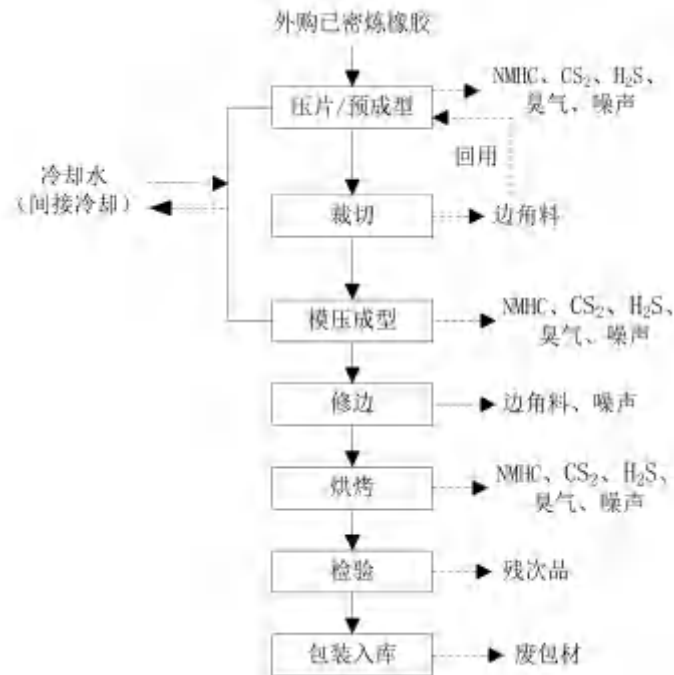 外购已密炼橡胶
压片/预成型
NMHC、CS₂、H₂S、
臭气、噪声
回用
冷却水
（间接冷却）
裁切
边角料
模压成型
NMHC、CS₂、H₂S、
臭气、噪声
修边
边角料、噪声
烘烤
NMHC、CS₂、H₂S、
臭气、噪声
检验
残次品
包装入库
废包材